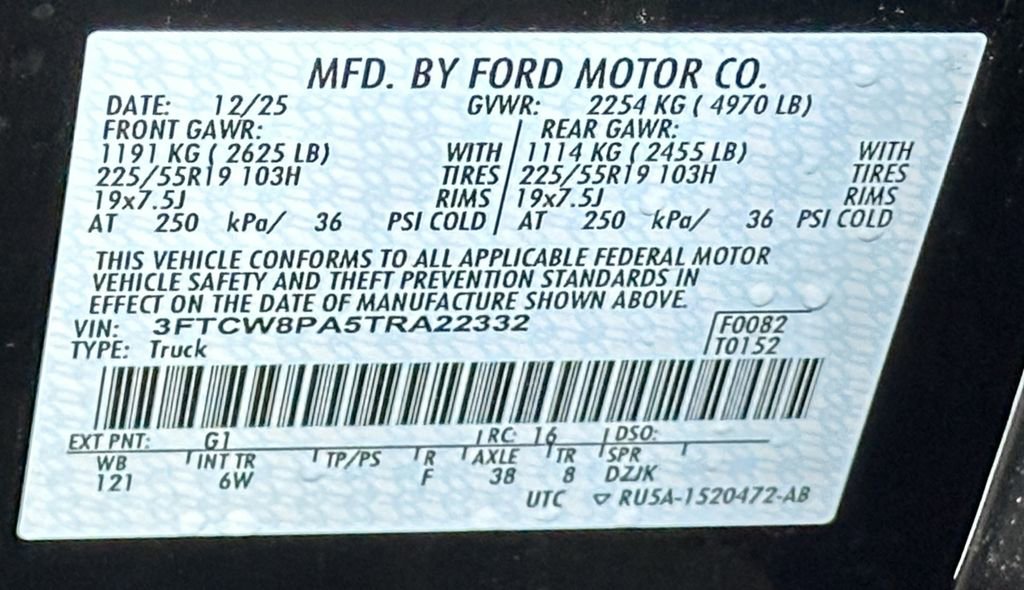 MFD. BY FORD MOTOR CO.
DATE: 12/25 GVWR: 2254 KG ( 4970 LB)
FRONT GAWR: REAR GAWR:
1191 KG ( 2625 LB) WITH 1114 KG ( 2455 LB) WITH
225/55R19 103H TIRES 225/55R19 103H TIRES
19x7.5J RIMS 19x7.5J RIMS
AT 250 kPa/ 36 PSI COLD AT 250 kPa/ 36 PSI COLD
THIS VEHICLE CONFORMS TO ALL APPLICABLE FEDERAL MOTOR
VEHICLE SAFETY AND THEFT PREVENTION STANDARDS IN
EFFECT ON THE DATE OF MANUFACTURE SHOWN ABOVE.
VIN: 3FTCW8PA5TRA22332 F0082
TYPE: Truck T0152
EXT PNT: G1 RC: 16 DSO:
WB INT TR TP/PS R AXLE TR SPR
121 6W F 38 8 DZJK
UTC ▽ RU5A-1520472-AB